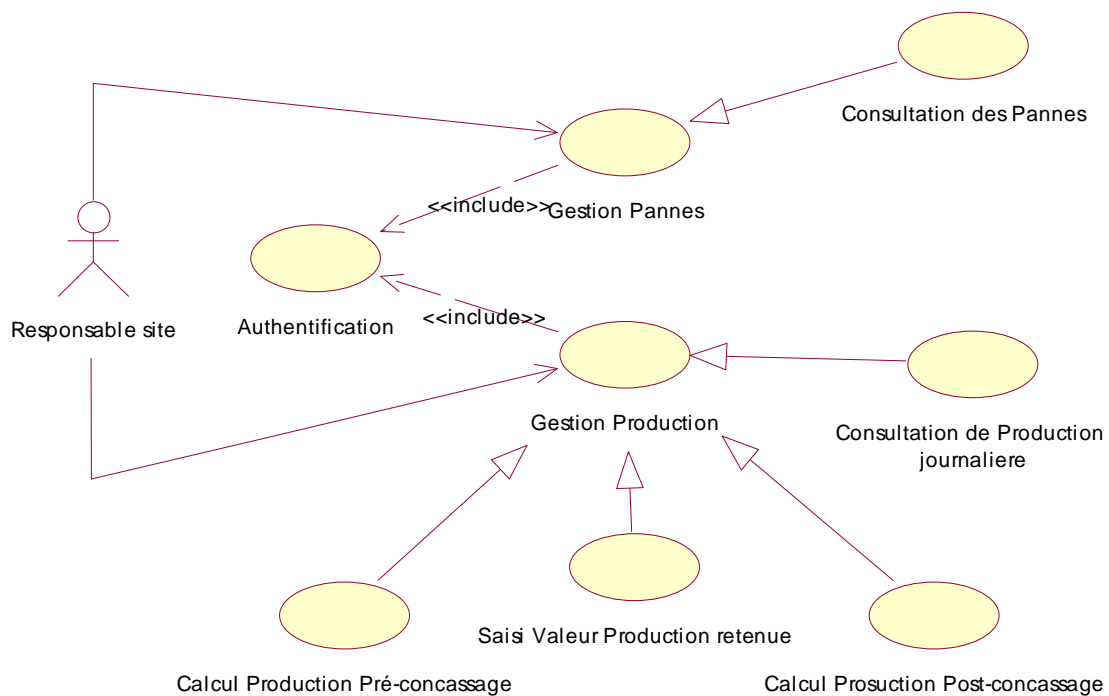 Consultation des Pannes
<<include>>
Gestion Pannes
Responsable site
Authentification
<<include>>
Gestion Production
Consultation de Production
journaliere
Saisi Valeur Production retenue
Calcul Production Pré-concassage
Calcul Prosuction Post-concassage